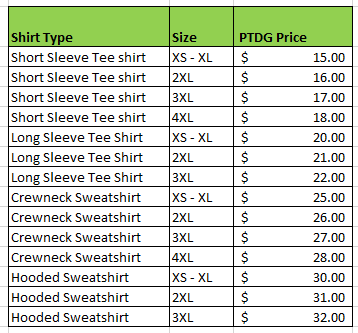 Shirt Type Size PTDG Price
Short Sleeve Tee shirt XS - XL $ 15.00
Short Sleeve Tee shirt 2XL $ 16.00
Short Sleeve Tee shirt 3XL $ 17.00
Short Sleeve Tee shirt 4XL $ 18.00
Long Sleeve Tee Shirt XS - XL $ 20.00
Long Sleeve Tee Shirt 2XL $ 21.00
Long Sleeve Tee Shirt 3XL $ 22.00
Crewneck Sweatshirt XS - XL $ 25.00
Crewneck Sweatshirt 2XL $ 26.00
Crewneck Sweatshirt 3XL $ 27.00
Crewneck Sweatshirt 4XL $ 28.00
Hooded Sweatshirt XS - XL $ 30.00
Hooded Sweatshirt 2XL $ 31.00
Hooded Sweatshirt 3XL $ 32.00